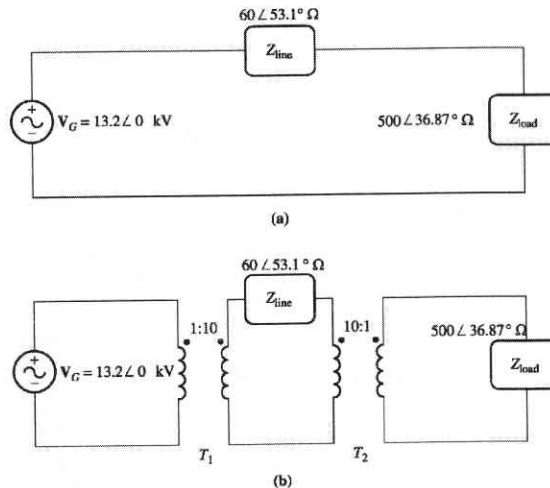 60∠53.1° Ω
Z_line
V_G = 13.2∠0 kV
500∠36.87° Ω
Z_load
(a)
60∠53.1° Ω
Z_line
1:10
10:1
500∠36.87° Ω
V_G = 13.2∠0 kV
Z_load
T_1
T_2
(b)